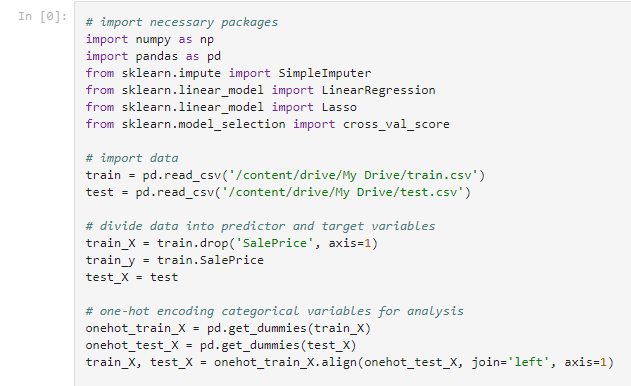 In [0]:
# import necessary packages
import numpy as np
import pandas as pd
from sklearn.impute import SimpleImputer
from sklearn.linear_model import LinearRegression
from sklearn.linear_model import Lasso
from sklearn.model_selection import cross_val_score
# import data
train = pd.read_csv('/content/drive/My Drive/train.csv')
test = pd.read_csv('/content/drive/My Drive/test.csv')
# divide data into predictor and target variables
train_X = train.drop('SalePrice', axis=1)
train_y = train.SalePrice
test_X = test
# one-hot encoding categorical variables for analysis
onehot_train_X = pd.get_dummies(train_X)
onehot_test_X = pd.get_dummies(test_X)
train_X, test_X = onehot_train_X.align(onehot_test_X, join='left', axis=1)